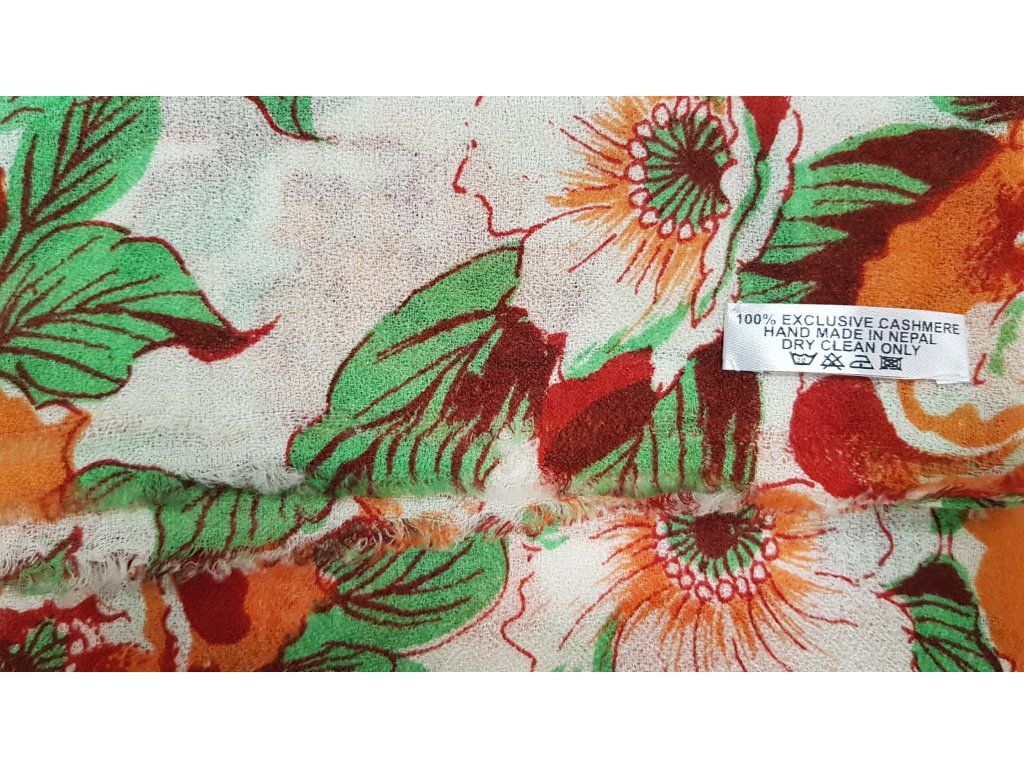 100% EXCLUSIVE CASHMERE
HAND MADE IN NEPAL
DRY CLEAN ONLY